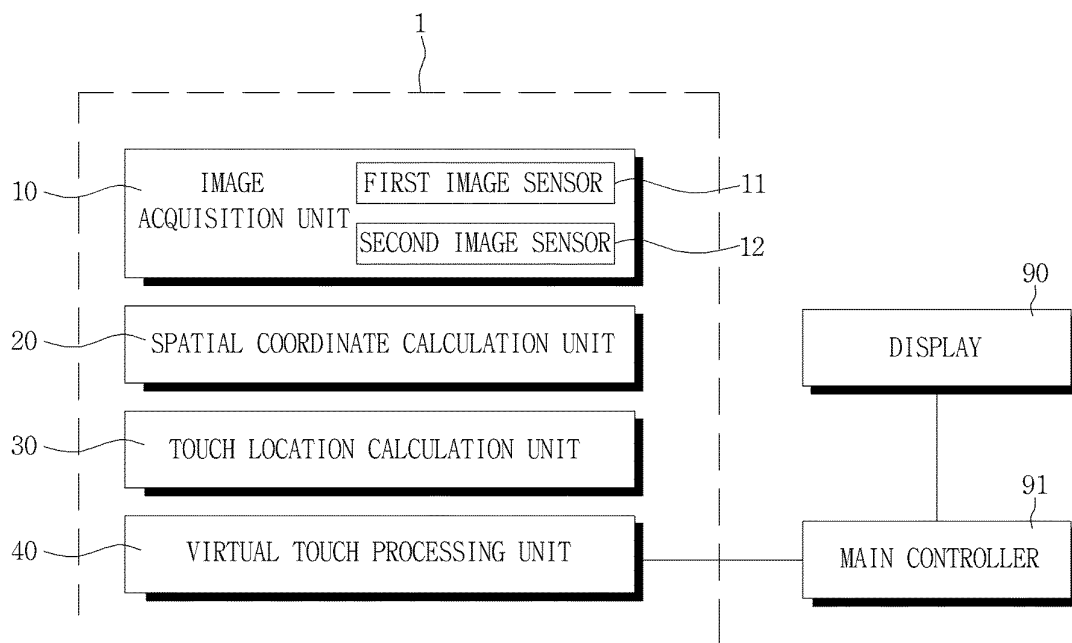 1
10
IMAGE
ACQUISITION UNIT
FIRST IMAGE SENSOR
11
SECOND IMAGE SENSOR
12
20
SPATIAL COORDINATE CALCULATION UNIT
90
DISPLAY
30
TOUCH LOCATION CALCULATION UNIT
40
VIRTUAL TOUCH PROCESSING UNIT
91
MAIN CONTROLLER